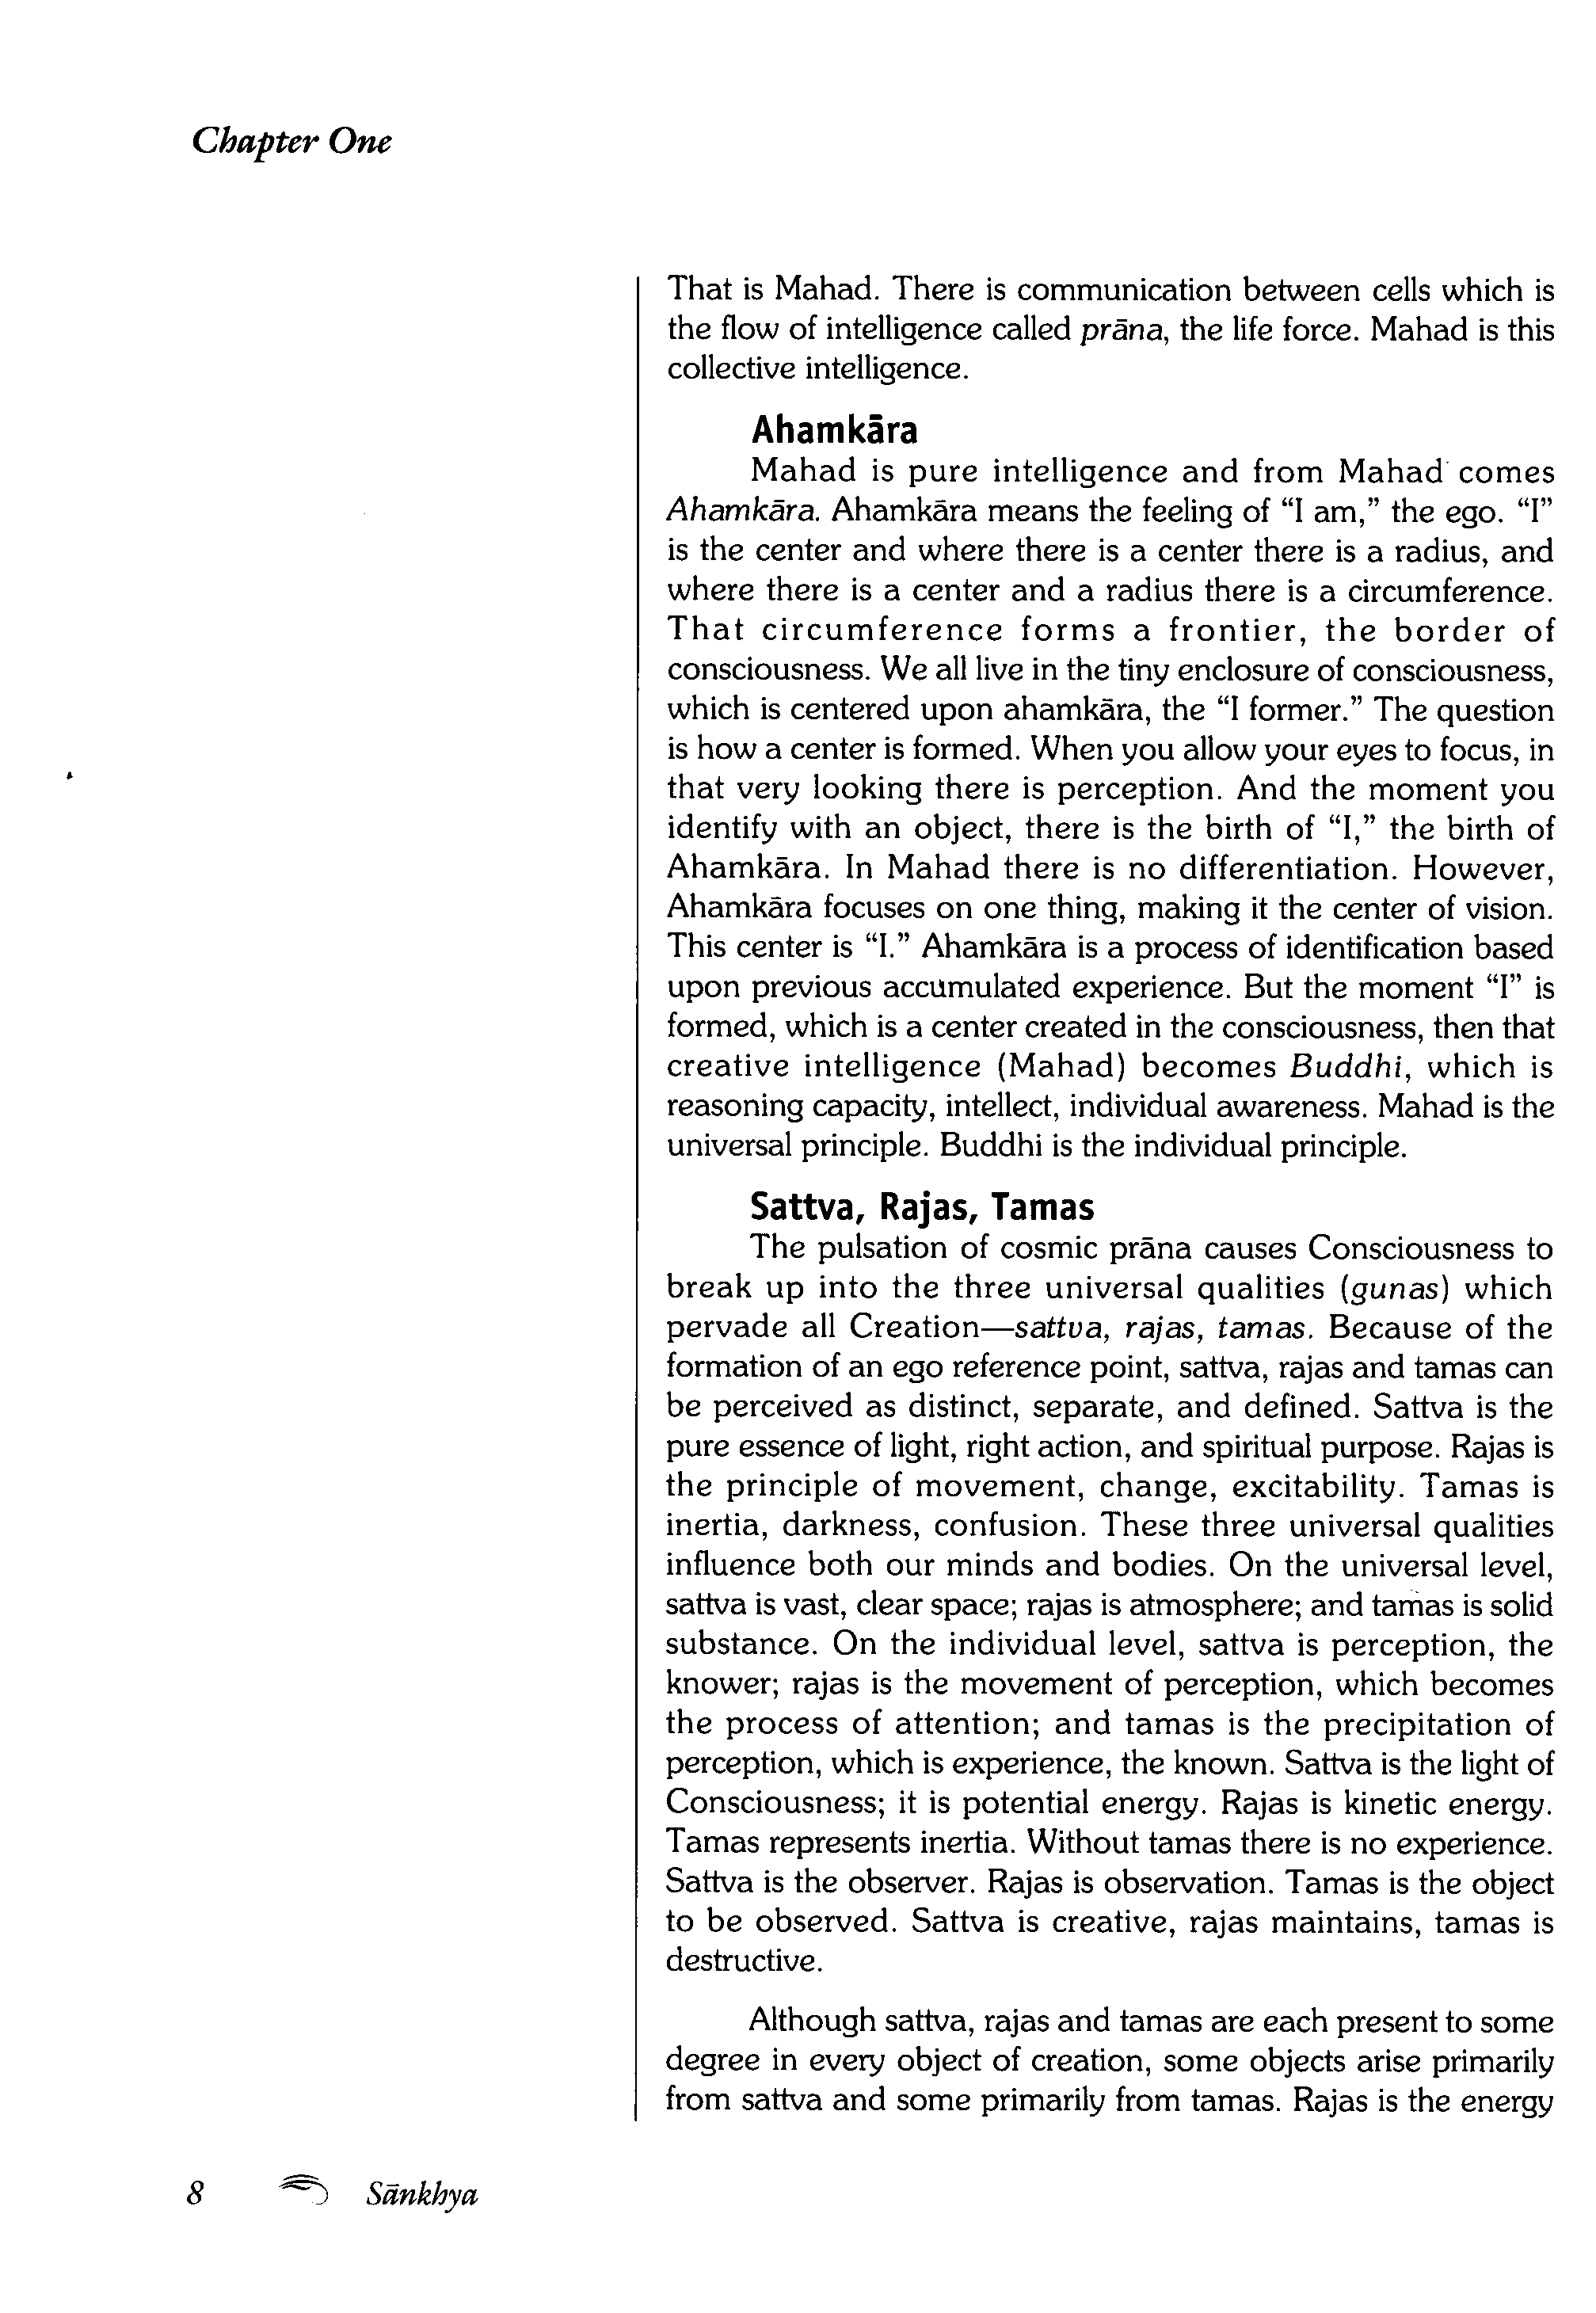 Chapter One
That is Mahad. There is communication between cells which is
the flow of intelligence called prāna, the life force. Mahad is this
collective intelligence.
Ahamkāra
Mahad is pure intelligence and from Mahad comes
Ahamkāra. Ahamkāra means the feeling of “I am,” the ego. “I”
is the center and where there is a center there is a radius, and
where there is a center and a radius there is a circumference.
That circumference forms a frontier, the border of
consciousness. We all live in the tiny enclosure of consciousness,
which is centered upon ahamkāra, the “I former.” The question
is how a center is formed. When you allow your eyes to focus, in
that very looking there is perception. And the moment you
identify with an object, there is the birth of “I,” the birth of
Ahamkāra. In Mahad there is no differentiation. However,
Ahamkāra focuses on one thing, making it the center of vision.
This center is “I.” Ahamkāra is a process of identification based
upon previous accumulated experience. But the moment “I” is
formed, which is a center created in the consciousness, then that
creative intelligence (Mahad) becomes Buddhi, which is
reasoning capacity, intellect, individual awareness. Mahad is the
universal principle. Buddhi is the individual principle.
Sattva, Rajas, Tamas
The pulsation of cosmic prāna causes Consciousness to
break up into the three universal qualities (gunas) which
pervade all Creation—sattva, rajas, tamas. Because of the
formation of an ego reference point, sattva, rajas and tamas can
be perceived as distinct, separate, and defined. Sattva is the
pure essence of light, right action, and spiritual purpose. Rajas is
the principle of movement, change, excitability. Tamas is
inertia, darkness, confusion. These three universal qualities
influence both our minds and bodies. On the universal level,
sattva is vast, clear space; rajas is atmosphere; and tamas is solid
substance. On the individual level, sattva is perception, the
knower; rajas is the movement of perception, which becomes
the process of attention; and tamas is the precipitation of
perception, which is experience, the known. Sattva is the light of
Consciousness; it is potential energy. Rajas is kinetic energy.
Tamas represents inertia. Without tamas there is no experience.
Sattva is the observer. Rajas is observation. Tamas is the object
to be observed. Sattva is creative, rajas maintains, tamas is
destructive.
Although sattva, rajas and tamas are each present to some
degree in every object of creation, some objects arise primarily
from sattva and some primarily from tamas. Rajas is the energy
8 Sānkhya